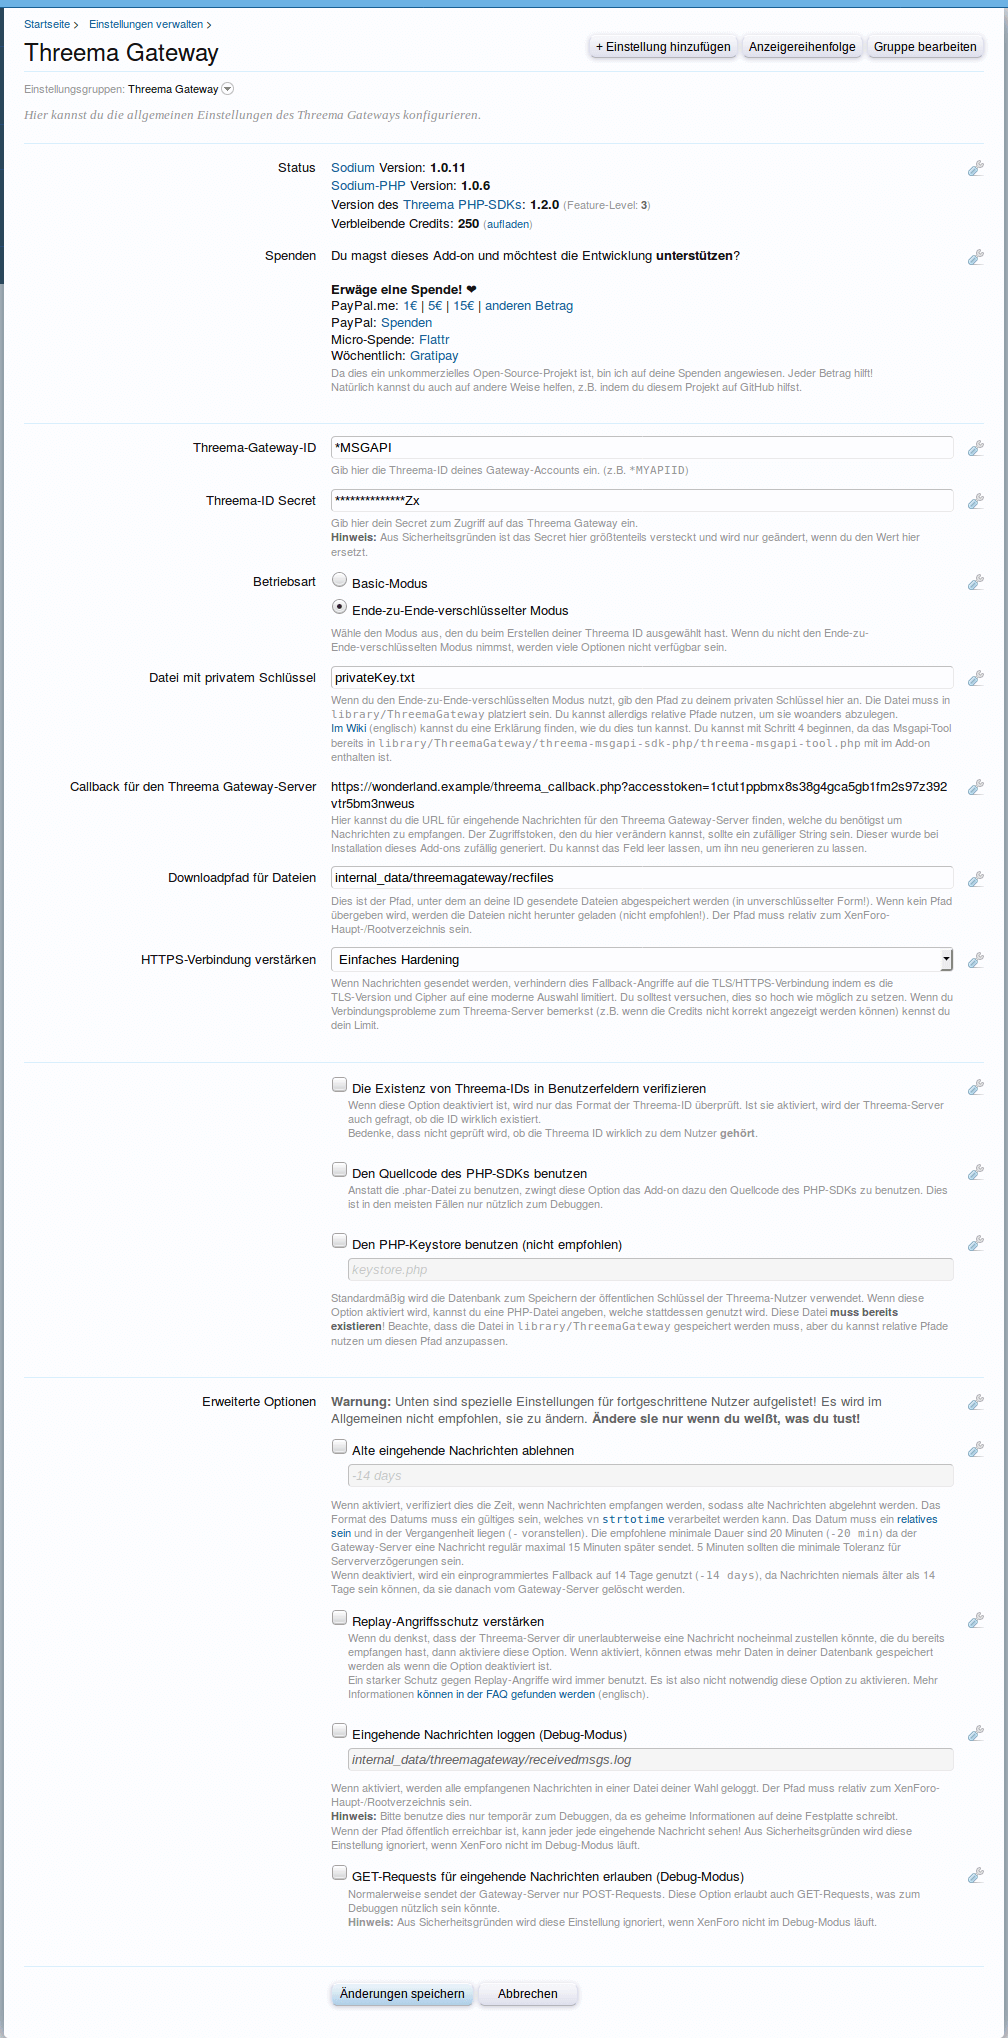 Startseite > Einstellungen verwalten >
Threema Gateway
+ Einstellung hinzufügen Anzeigereihenfolge Gruppe bearbeiten
Einstellungsgruppen: Threema Gateway
Hier kannst du die allgemeinen Einstellungen des Threema Gateways konfigurieren.
Status
Sodium Version: 1.0.11
Sodium-PHP Version: 1.0.6
Version des Threema PHP-SDKs: 1.2.0 (Feature-Level: 3)
Verbleibende Credits: 250 (aufladen)
Spenden
Du magst dieses Add-on und möchtest die Entwicklung unterstützen?
Erwäge eine Spende! ❤
PayPal.me: 1€ | 5€ | 15€ | anderen Betrag
PayPal: Spenden
Micro-Spende: Flattr
Wöchentlich: Gratipay
Da dies ein unkommerzielles Open-Source-Projekt ist, bin ich auf deine Spenden angewiesen. Jeder Betrag hilft!
Natürlich kannst du auch auf andere Weise helfen, z.B. indem du diesem Projekt auf GitHub hilfst.
Threema-Gateway-ID
*MSGAPI
Gib hier die Threema-ID deines Gateway-Accounts ein. (z.B. *MYAPIID)
Threema-ID Secret
**************Zx
Gib hier dein Secret zum Zugriff auf das Threema Gateway ein.
Hinweis: Aus Sicherheitsgründen ist das Secret hier größtenteils versteckt und wird nur geändert, wenn du den Wert hier
ersetzt.
Betriebsart
Basic-Modus
Ende-zu-Ende-verschlüsselter Modus
Wähle den Modus aus, den du beim Erstellen deiner Threema ID ausgewählt hast. Wenn du nicht den Ende-zu-
Ende-verschlüsselten Modus nimmst, werden viele Optionen nicht verfügbar sein.
Datei mit privatem Schlüssel
privateKey.txt
Wenn du den Ende-zu-Ende-verschlüsselten Modus nutzt, gib den Pfad zu deinem privaten Schlüssel hier an. Die Datei muss in
library/ThreemaGateway platziert sein. Du kannst allerdigs relative Pfade nutzen, um sie woanders abzulegen.
Im Wiki (englisch) kannst du eine Erklärung finden, wie du dies tun kannst. Du kannst mit Schritt 4 beginnen, da das Msgapi-Tool
bereits in library/ThreemaGateway/threema-msgapi-sdk-php/threema-msgapi-tool.php mit im Add-on
enthalten ist.
Callback für den Threema Gateway-Server
https://wonderland.example/threema_callback.php?accesstoken=1ctut1ppbmx8s38g4gca5gb1fm2s97z392
vtr5bm3nweus
Hier kannst du die URL für eingehende Nachrichten für den Threema Gateway-Server finden, welche du benötigst um
Nachrichten zu empfangen. Der Zugriffstoken, den du hier verändern kannst, sollte ein zufälliger String sein. Dieser wurde bei
Installation dieses Add-ons zufällig generiert. Du kannst das Feld leer lassen, um ihn neu generieren zu lassen.
Downloadpfad für Dateien
internal_data/threemagateway/recfiles
Dies ist der Pfad, unter dem an deine ID gesendete Dateien abgespeichert werden (in unverschlüsselter Form!). Wenn kein Pfad
übergeben wird, werden die Dateien nicht herunter geladen (nicht empfohlen!). Der Pfad muss relativ zum XenForo-
Haupt-/Rootverzeichnis sein.
HTTPS-Verbindung verstärken
Einfaches Hardening
Wenn Nachrichten gesendet werden, verhindern dies Fallback-Angriffe auf die TLS/HTTPS-Verbindung indem es die
TLS-Version und Cipher auf eine moderne Auswahl limitiert. Du solltest versuchen, dies so hoch wie möglich zu setzen. Wenn du
Verbindungsprobleme zum Threema-Server bemerkst (z.B. wenn die Credits nicht korrekt angezeigt werden können) kennst du
dein Limit.
Die Existenz von Threema-IDs in Benutzerfeldern verifizieren
Wenn diese Option deaktiviert ist, wird nur das Format der Threema-ID überprüft. Ist sie aktiviert, wird der Threema-Server
auch gefragt, ob die ID wirklich existiert.
Bedenke, dass nicht geprüft wird, ob die Threema ID wirklich zu dem Nutzer gehört.
Den Quellcode des PHP-SDKs benutzen
Anstatt die .phar-Datei zu benutzen, zwingt diese Option das Add-on dazu den Quellcode des PHP-SDKs zu benutzen. Dies
ist in den meisten Fällen nur nützlich zum Debuggen.
Den PHP-Keystore benutzen (nicht empfohlen)
keystore.php
Standardmäßig wird die Datenbank zum Speichern der öffentlichen Schlüssel der Threema-Nutzer verwendet. Wenn diese
Option aktiviert wird, kannst du eine PHP-Datei angeben, welche stattdessen genutzt wird. Diese Datei muss bereits
existieren! Beachte, dass die Datei in library/ThreemaGateway gespeichert werden muss, aber du kannst relative Pfade
nutzen um diesen Pfad anzupassen.
Erweiterte Optionen
Warnung: Unten sind spezielle Einstellungen für fortgeschrittene Nutzer aufgelistet! Es wird im
Allgemeinen nicht empfohlen, sie zu ändern. Ändere sie nur wenn du weißt, was du tust!
Alte eingehende Nachrichten ablehnen
-14 days
Wenn aktiviert, verifiziert dies die Zeit, wenn Nachrichten empfangen werden, sodass alte Nachrichten abgelehnt werden. Das
Format des Datums muss ein gültiges sein, welches vn strtotime verarbeitet werden kann. Das Datum muss ein relatives
sein und in der Vergangenheit liegen (- voranstellen). Die empfohlene minimale Dauer sind 20 Minuten (-20 min) da der
Gateway-Server eine Nachricht regulär maximal 15 Minuten später sendet. 5 Minuten sollten die minimale Toleranz für
Serververzögerungen sein.
Wenn deaktiviert, wird ein einprogrammiertes Fallback auf 14 Tage genutzt (-14 days), da Nachrichten niemals älter als 14
Tage sein können, da sie danach vom Gateway-Server gelöscht werden.
Replay-Angriffsschutz verstärken
Wenn du denkst, dass der Threema-Server dir unerlaubterweise eine Nachricht nocheinmal zustellen könnte, die du bereits
empfangen hast, dann aktiviere diese Option. Wenn aktiviert, können etwas mehr Daten in deiner Datenbank gespeichert
werden als wenn die Option deaktiviert ist.
Ein starker Schutz gegen Replay-Angriffe wird immer benutzt. Es ist also nicht notwendig diese Option zu aktivieren. Mehr
Informationen können in der FAQ gefunden werden (englisch).
Eingehende Nachrichten loggen (Debug-Modus)
internal_data/threemagateway/receivedmsgs.log
Wenn aktiviert, werden alle empfangenen Nachrichten in einer Datei deiner Wahl geloggt. Der Pfad muss relativ zum XenForo-
Haupt-/Rootverzeichnis sein.
Hinweis: Bitte benutze dies nur temporär zum Debuggen, da es geheime Informationen auf deine Festplatte schreibt.
Wenn der Pfad öffentlich erreichbar ist, kann jeder jede eingehende Nachricht sehen! Aus Sicherheitsgründen wird diese
Einstellung ignoriert, wenn XenForo nicht im Debug-Modus läuft.
GET-Requests für eingehende Nachrichten erlauben (Debug-Modus)
Normalerweise sendet der Gateway-Server nur POST-Requests. Diese Option erlaubt auch GET-Requests, was zum
Debuggen nützlich sein könnte.
Hinweis: Aus Sicherheitsgründen wird diese Einstellung ignoriert, wenn XenForo nicht im Debug-Modus läuft.
Änderungen speichern Abbrechen